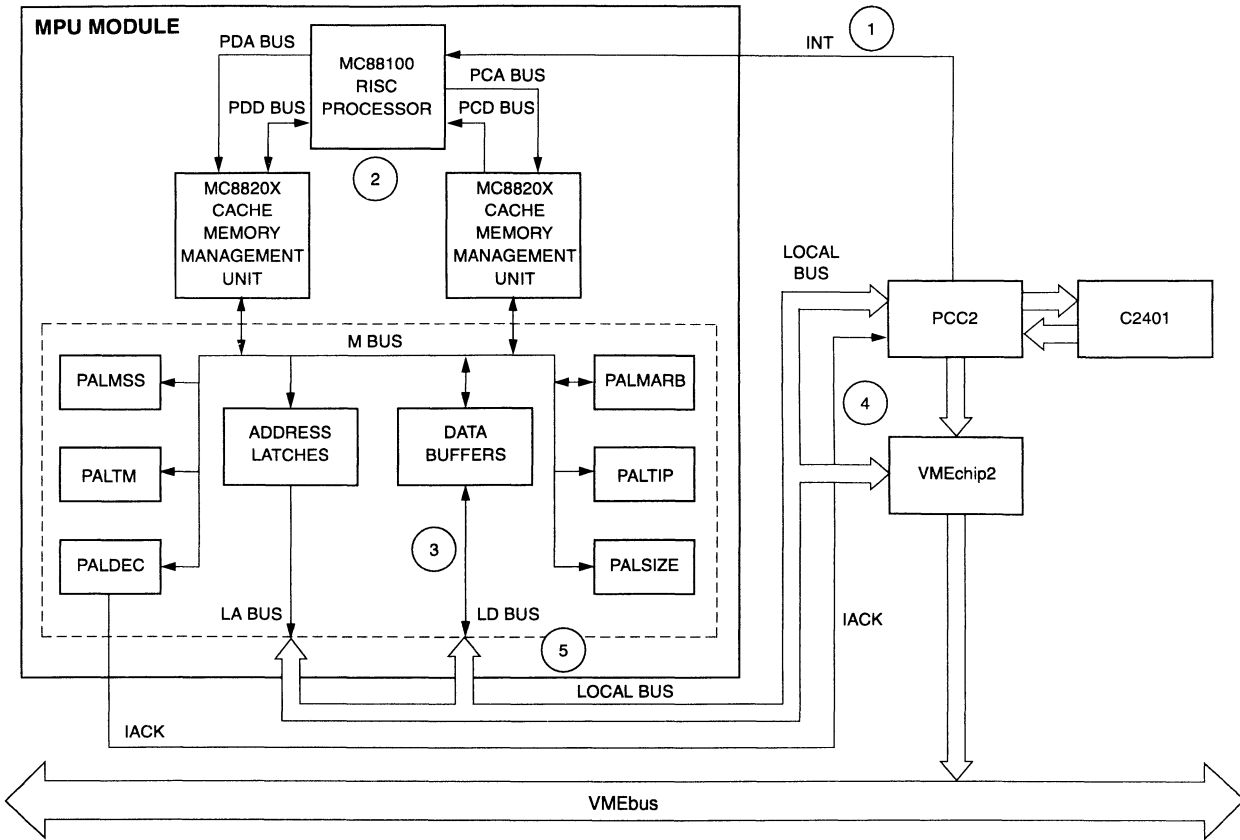 MPU MODULE
PDA BUS
MC88100
RISC
PROCESSOR
INT
1
PCA BUS
PDD BUS
PCD BUS
2
MC8820X
CACHE
MEMORY
MANAGEMENT
UNIT
MC8820X
CACHE
MEMORY
MANAGEMENT
UNIT
LOCAL
BUS
PCC2
C2401
M BUS
PALMSS
PALMARB
4
ADDRESS
LATCHES
DATA
BUFFERS
PALTM
PALTIP
VMEchip2
3
PALDEC
PALSIZE
LA BUS
LD BUS
IACK
5
LOCAL BUS
IACK
VMEbus